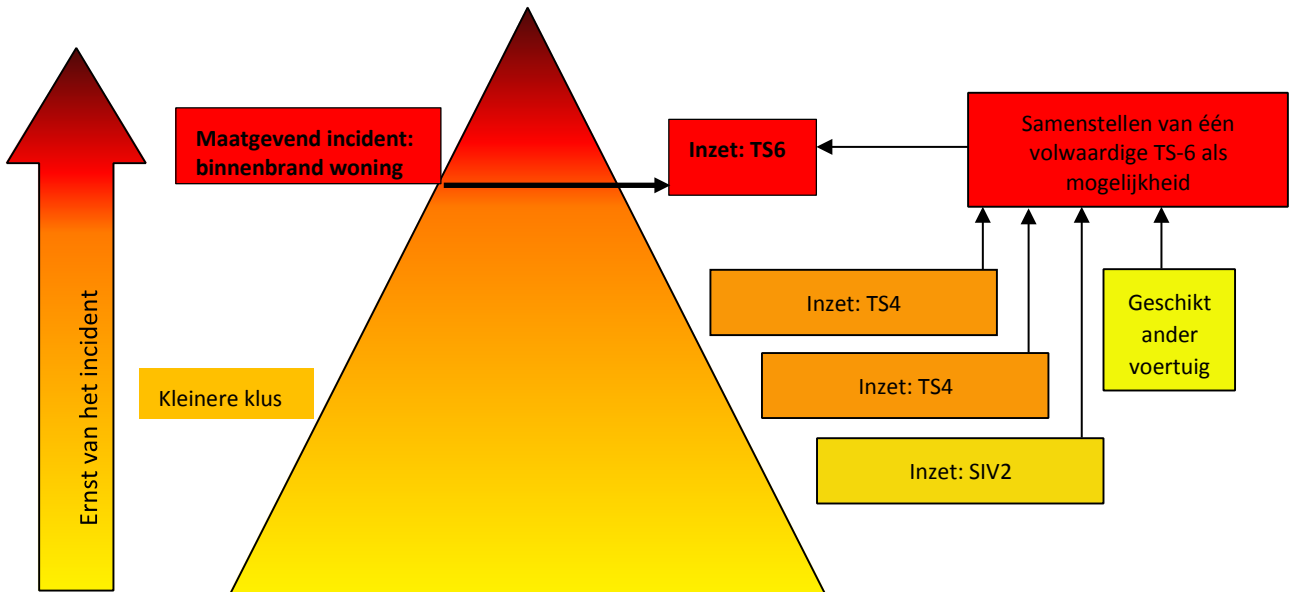 Ernst van het incident
Maatgevend incident:
binnenbrand woning
Kleinere klus
Inzet: TS6
Samenstellen van één
volwaardige TS-6 als
mogelijkheid
Inzet: TS4
Inzet: TS4
Inzet: SIV2
Geschikt
ander
voertuig